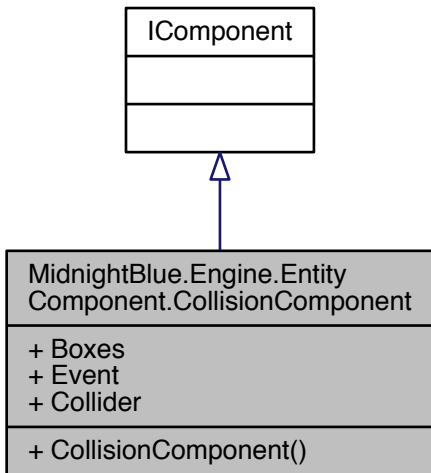 IComponent
MidnightBlue.Engine.Entity
Component.CollisionComponent
+ Boxes
+ Event
+ Collider
+ CollisionComponent()